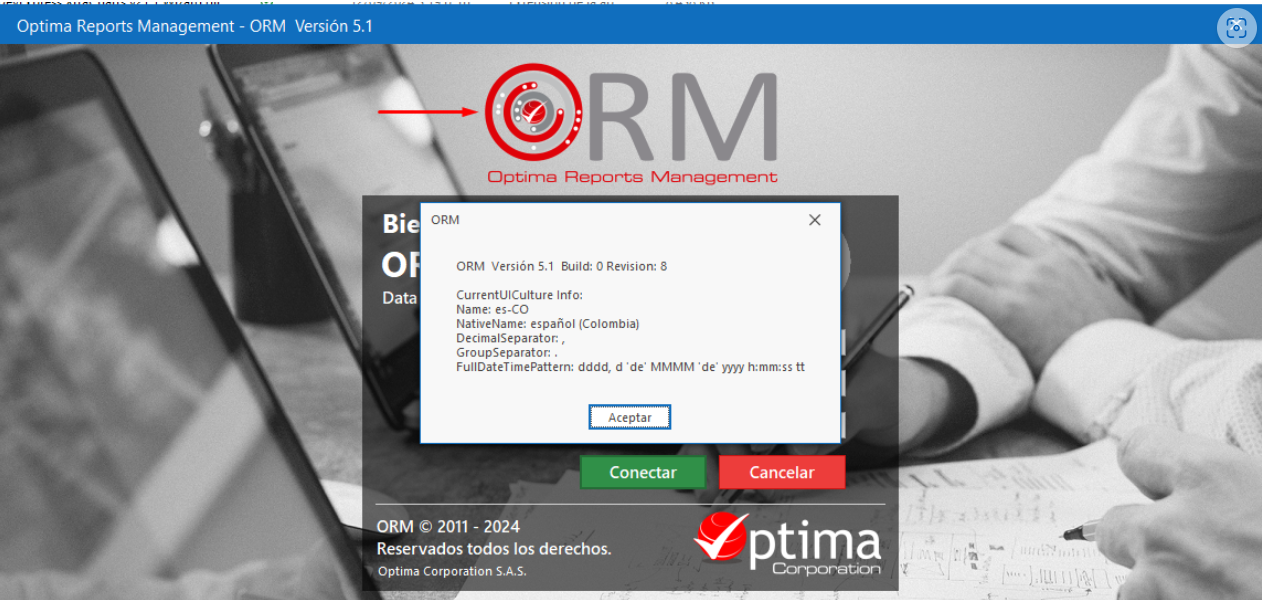 Optima Reports Management - ORM Versión 5.1
ORM
Optima Reports Management
Bie
OR
Data
ORM
ORM Versión 5.1 Build: 0 Revision: 8
CurrentUICulture Info:
Name: es-CO
NativeName: español (Colombia)
DecimalSeparator: ,
GroupSeparator: .
FullDateTimePattern: dddd, d 'de' MMMM 'de' yyyy h:mm:ss tt
Aceptar
Conectar
Cancelar
ORM © 2011 - 2024
Reservados todos los derechos.
Optima Corporation S.A.S.
Optima
Corporation